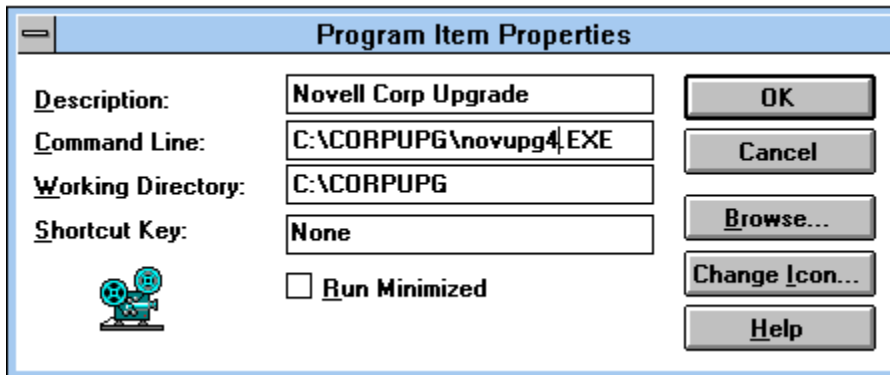 Program Item Properties
Description: Novell Corp Upgrade
Command Line: C:\CORPUPG\novupg4.EXE
Working Directory: C:\CORPUPG
Shortcut Key: None
Run Minimized
OK
Cancel
Browse...
Change Icon...
Help